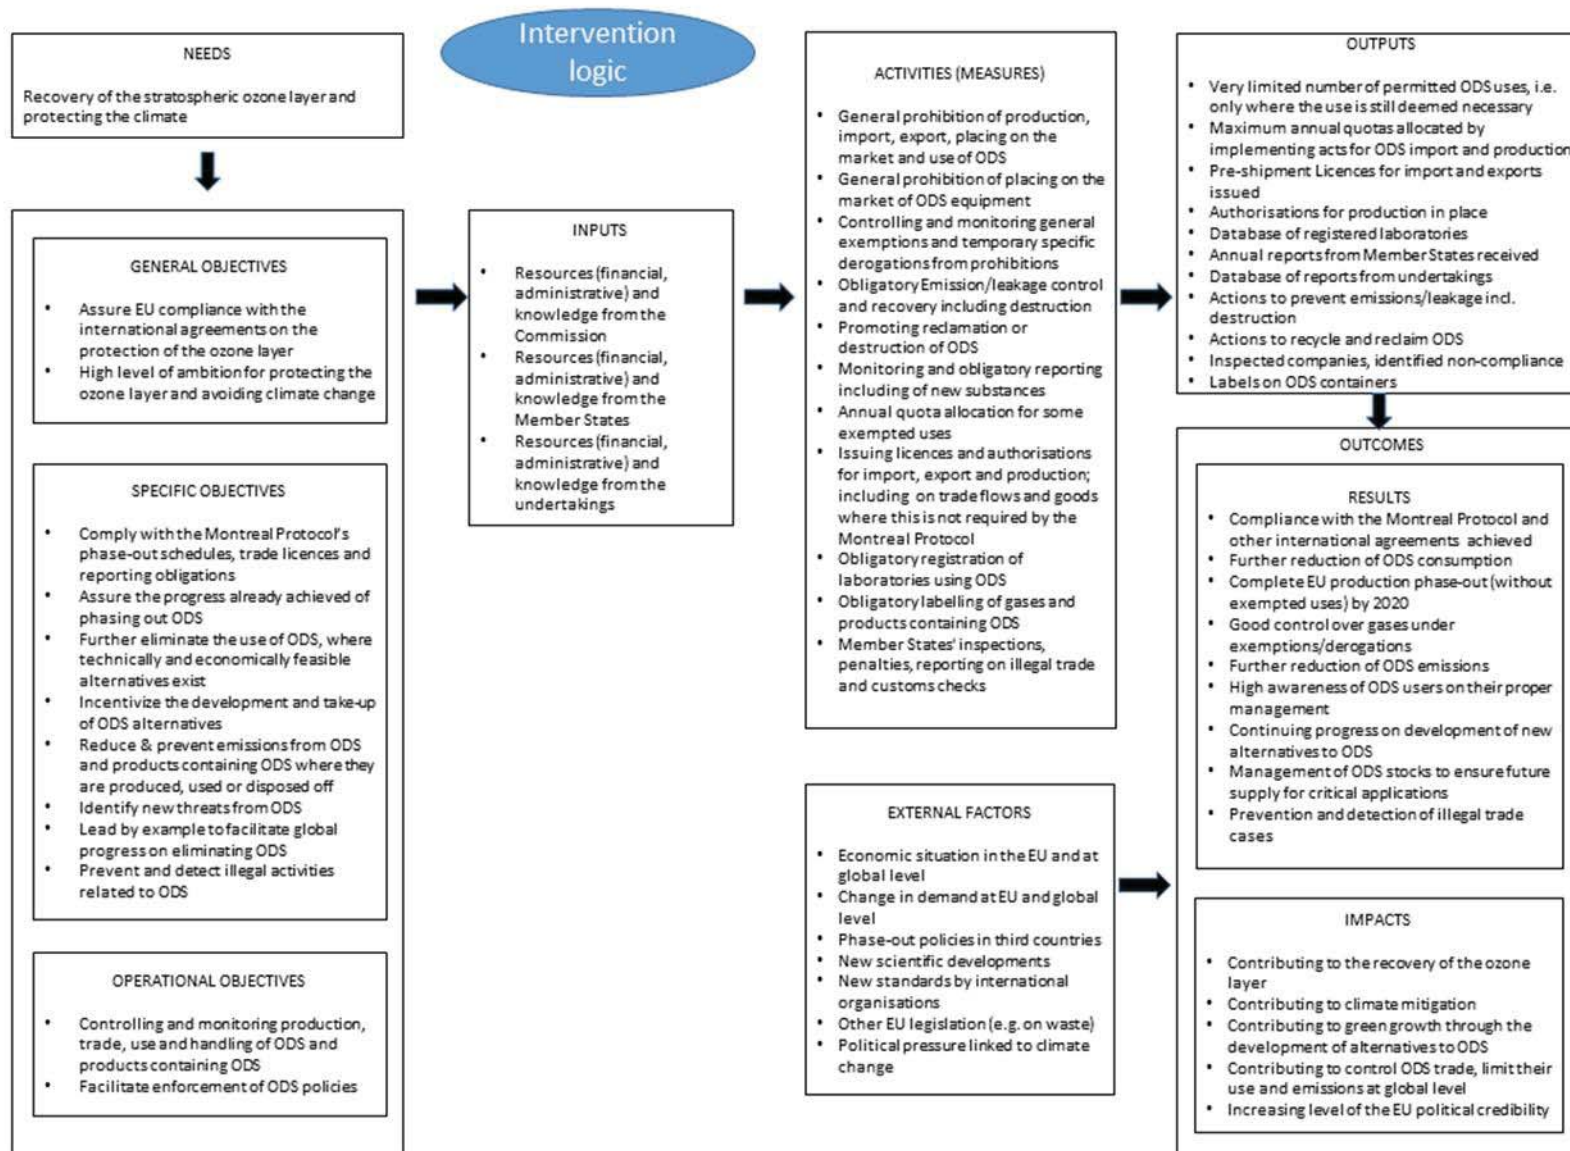 Intervention
logic
NEEDS
Recovery of the stratospheric ozone layer and
protecting the climate
GENERAL OBJECTIVES
• Assure EU compliance with the
international agreements on the
protection of the ozone layer
• High level of ambition for protecting the
ozone layer and avoiding climate change
SPECIFIC OBJECTIVES
• Comply with the Montreal Protocol's
phase-out schedules, trade licences and
reporting obligations
• Assure the progress already achieved of
phasing out ODS
• Further eliminate the use of ODS, where
technically and economically feasible
alternatives exist
• Incentivize the development and take-up
of ODS alternatives
• Reduce & prevent emissions from ODS
and products containing ODS where they
are produced, used or disposed off
• Identify new threats from ODS
• Lead by example to facilitate global
progress on eliminating ODS
• Prevent and detect illegal activities
related to ODS
OPERATIONAL OBJECTIVES
• Controlling and monitoring production,
trade, use and handling of ODS and
products containing ODS
• Facilitate enforcement of ODS policies
INPUTS
• Resources (financial,
administrative) and
knowledge from the
Commission
• Resources (financial,
administrative) and
knowledge from the
Member States
• Resources (financial,
administrative) and
knowledge from the
undertakings
ACTIVITIES (MEASURES)
• General prohibition of production,
import, export, placing on the
market and use of ODS
• General prohibition of placing on the
market of ODS equipment
• Controlling and monitoring general
exemptions and temporary specific
derogations from prohibitions
• Obligatory Emission/leakage control
and recovery including destruction
• Promoting reclamation or
destruction of ODS
• Monitoring and obligatory reporting
including of new substances
• Annual quota allocation for some
exempted uses
• Issuing licences and authorisations
for import, export and production;
including on trade flows and goods
where this is not required by the
Montreal Protocol
• Obligatory registration of
laboratories using ODS
• Obligatory labelling of gases and
products containing ODS
• Member States' inspections,
penalties, reporting on illegal trade
and customs checks
EXTERNAL FACTORS
• Economic situation in the EU and at
global level
• Change in demand at EU and global
level
• Phase-out policies in third countries
• New scientific developments
• New standards by international
organisations
• Other EU legislation (e.g. on waste)
• Political pressure linked to climate
change
OUTPUTS
• Very limited number of permitted ODS uses, i.e.
only where the use is still deemed necessary
• Maximum annual quotas allocated by
implementing acts for ODS import and production
• Pre-shipment Licences for import and exports
issued
• Authorisations for production in place
• Database of registered laboratories
• Annual reports from Member States received
• Database of reports from undertakings
• Actions to prevent emissions/leakage incl.
destruction
• Actions to recycle and reclaim ODS
• Inspected companies, identified non-compliance
• Labels on ODS containers
OUTCOMES
RESULTS
• Compliance with the Montreal Protocol and
other international agreements achieved
• Further reduction of ODS consumption
• Complete EU production phase-out (without
exempted uses) by 2020
• Good control over gases under
exemptions/derogations
• Further reduction of ODS emissions
• High awareness of ODS users on their proper
management
• Continuing progress on development of new
alternatives to ODS
• Management of ODS stocks to ensure future
supply for critical applications
• Prevention and detection of illegal trade
cases
IMPACTS
• Contributing to the recovery of the ozone
layer
• Contributing to climate mitigation
• Contributing to green growth through the
development of alternatives to ODS
• Contributing to control ODS trade, limit their
use and emissions at global level
• Increasing level of the EU political credibility